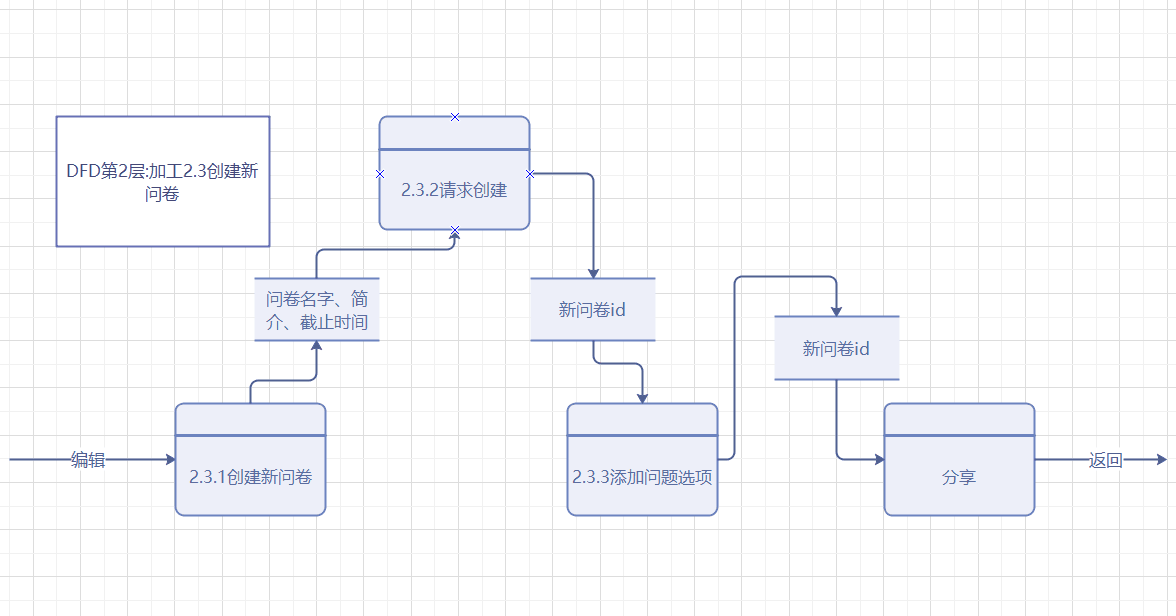 DFD第2层:加工2.3创建新
问卷
2.3.2请求创建
问卷名字、简
介、截止时间
新问卷id
新问卷id
编辑
2.3.1创建新问卷
2.3.3添加问题选项
分享
返回